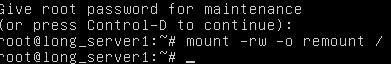 Give root password for maintenance
(or press Control-D to continue):
root@long_server1:~# mount -rw -o remount /
root@long_server1:~# _